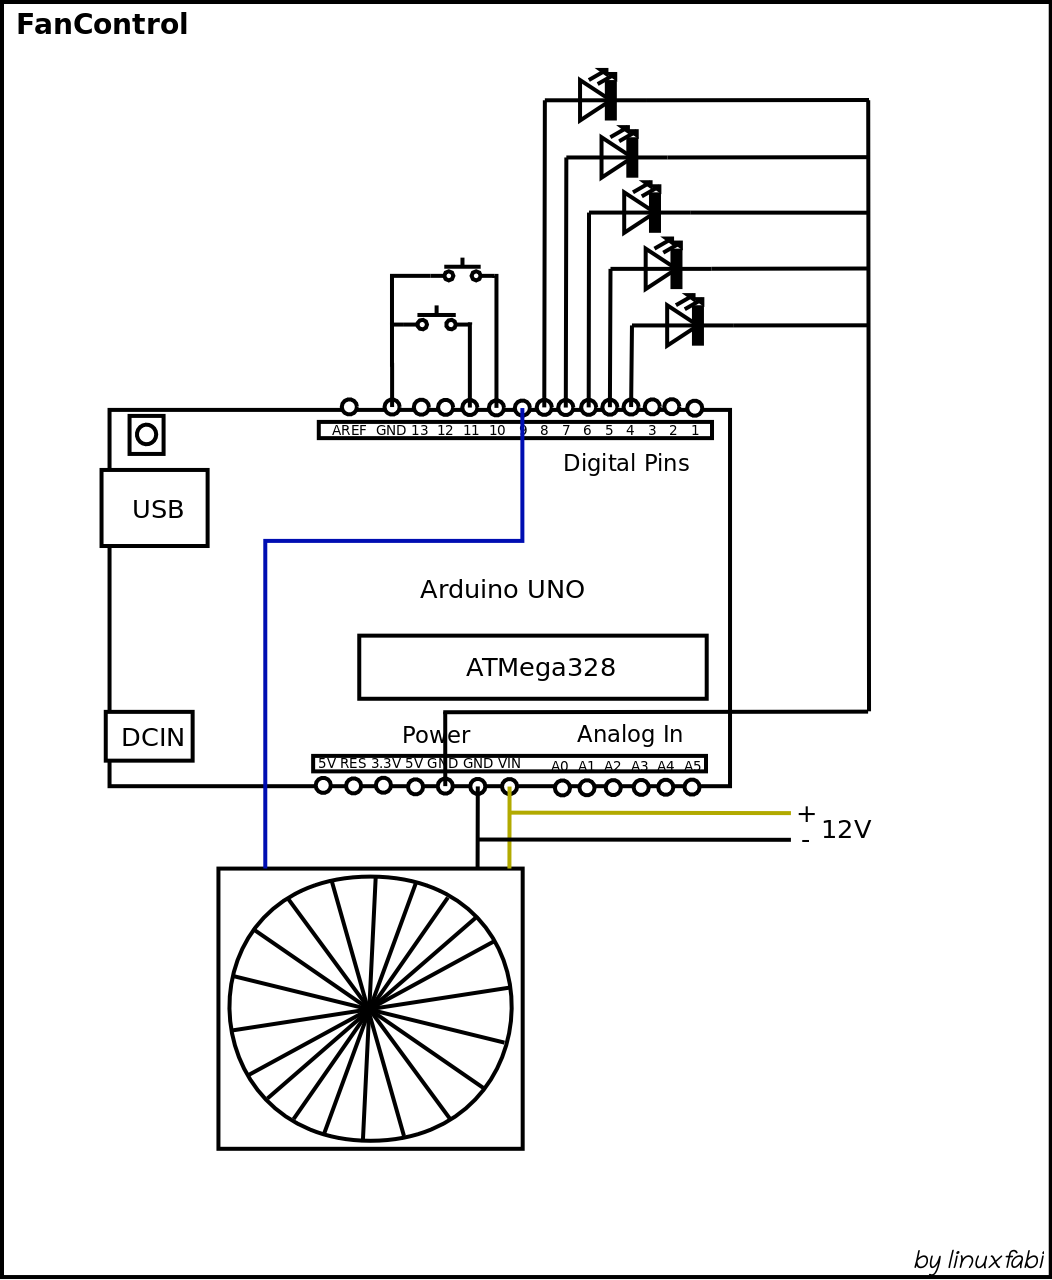 FanControl
AREF GND 13 12 11 10 9 8 7 6 5 4 3 2 1
Digital Pins
USB
Arduino UNO
ATMega328
DCIN
Power
Analog In
5V RES 3.3V 5V GND GND VIN
A0 A1 A2 A3 A4 A5
+
12V
-
by linuxfabi